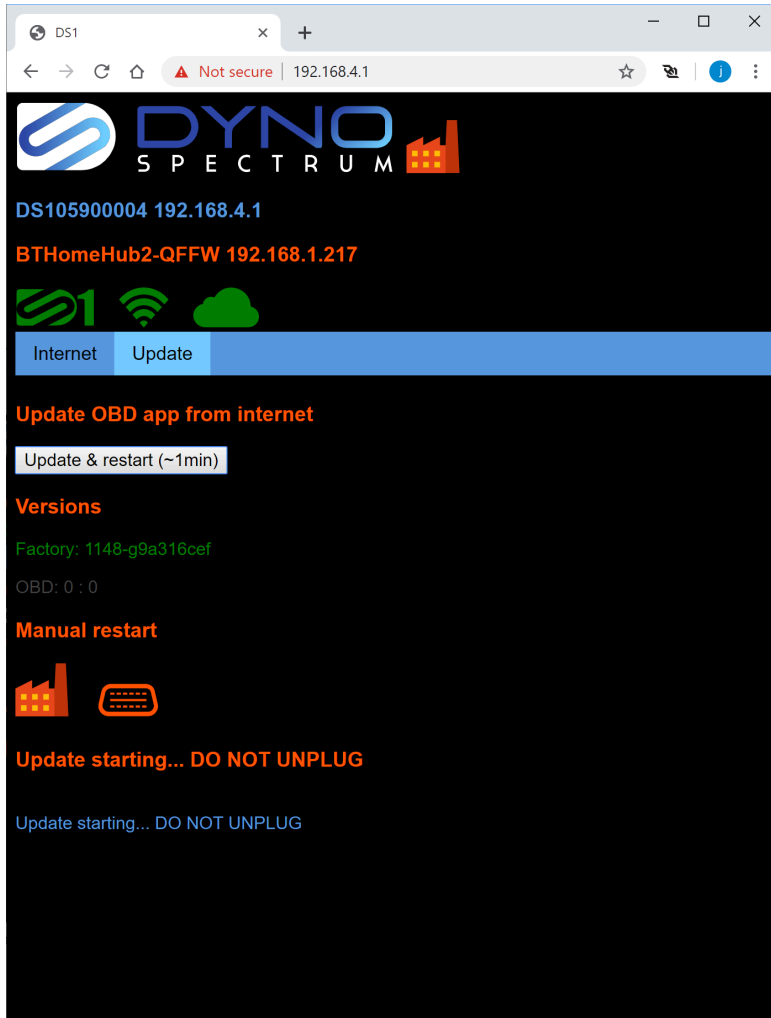 DS1
Not secure 192.168.4.1
j
DYNO
SPECTRUM
DS105900004 192.168.4.1
BTHomeHub2-QFFW 192.168.1.217
1
Internet Update
Update OBD app from internet
Update & restart (~1min)
Versions
Factory: 1148-g9a316cef
OBD: 0 : 0
Manual restart
Update starting... DO NOT UNPLUG
Update starting... DO NOT UNPLUG